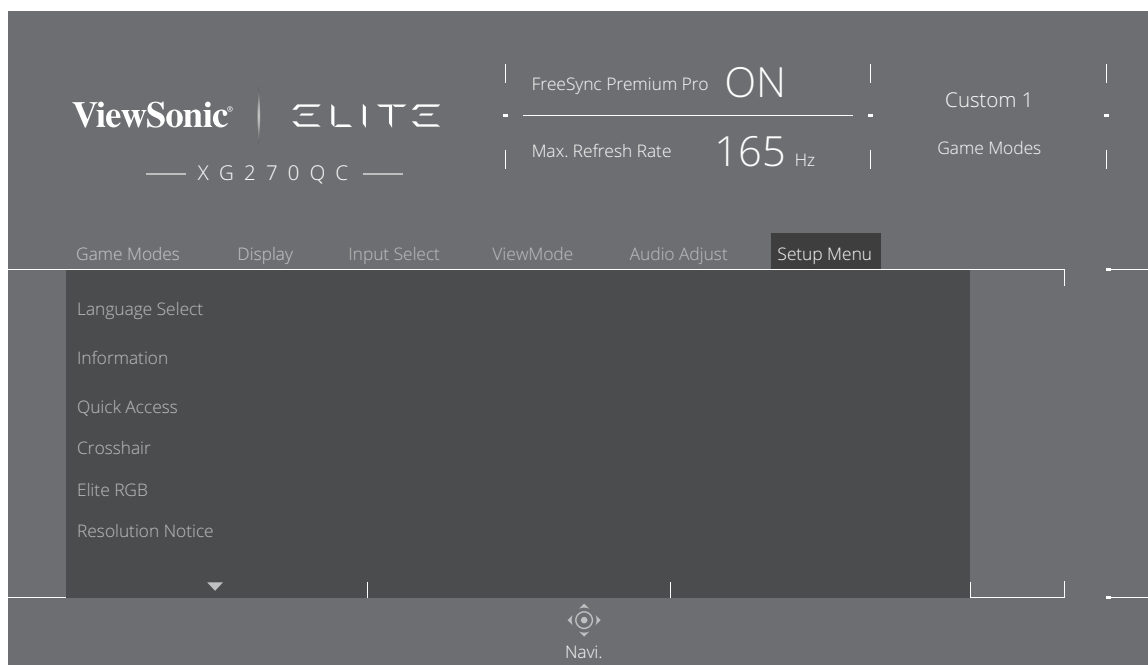 FreeSync Premium Pro ON
ViewSonic® ELITE
Custom 1
Max. Refresh Rate 165 Hz
Game Modes
XG270QC
Game Modes Display Input Select ViewMode Audio Adjust Setup Menu
Language Select
Information
Quick Access
Crosshair
Elite RGB
Resolution Notice
Navi.